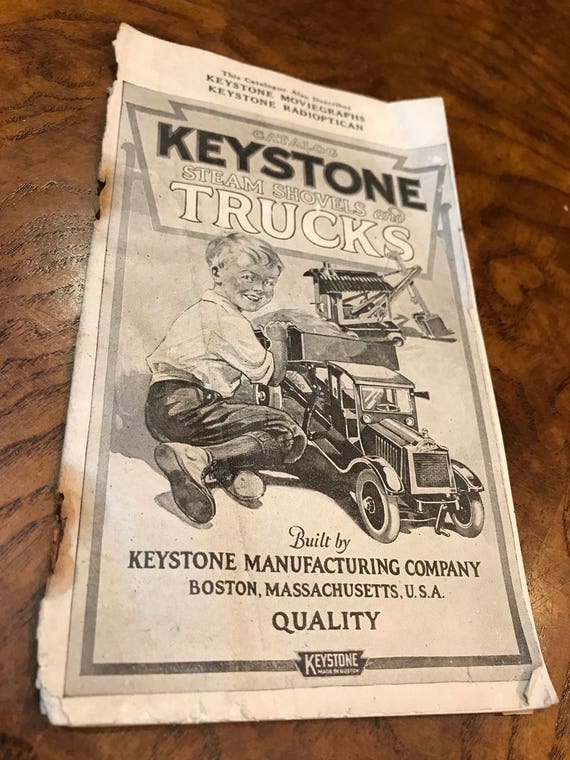 This Catalogue Also Describes
KEYSTONE MOVIEGRAPHS
KEYSTONE RADIOPTICAN
CATALOG
KEYSTONE
STEAM SHOVELS and
TRUCKS
Built by
KEYSTONE MANUFACTURING COMPANY
BOSTON, MASSACHUSETTS, U.S.A.
QUALITY
KEYSTONE
MADE IN BOSTON